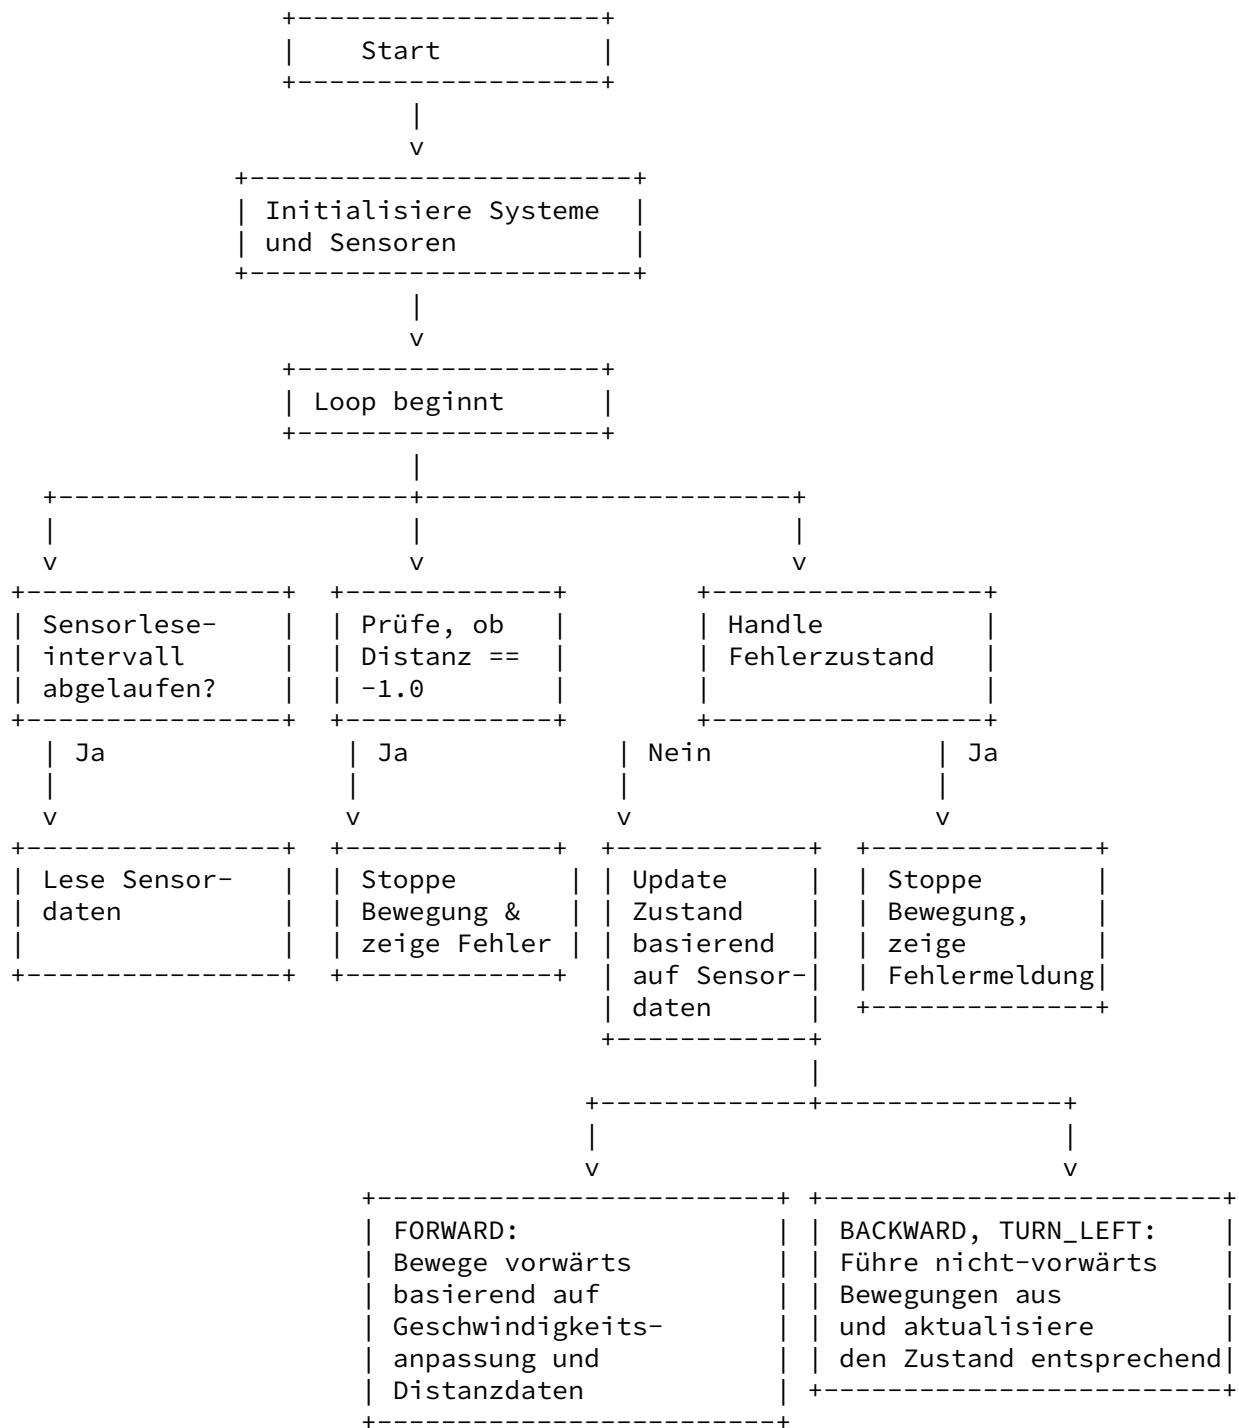 Start
Initialisiere Systeme
und Sensoren
Loop beginnt
Sensorlese-
intervall
abgelaufen?
Prüfe, ob
Distanz ==
-1.0
Handle
Fehlerzustand
Ja
Ja
Nein
Ja
Lese Sensor-
daten
Stoppe
Bewegung &
zeige Fehler
Update
Zustand
basierend
auf Sensor-
daten
Stoppe
Bewegung,
zeige
Fehlermeldung
FORWARD:
Bewege vorwärts
basierend auf
Geschwindigkeits-
anpassung und
Distanzdaten
BACKWARD, TURN_LEFT:
Führe nicht-vorwärts
Bewegungen aus
und aktualisiere
den Zustand entsprechend